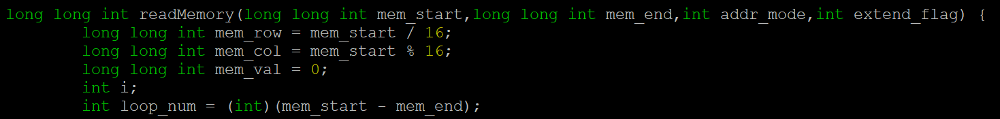 long long int readMemory(long long int mem_start,long long int mem_end,int addr_mode,int extend_flag) {
        long long int mem_row = mem_start / 16;
        long long int mem_col = mem_start % 16;
        long long int mem_val = 0;
        int i;
        int loop_num = (int)(mem_start - mem_end);